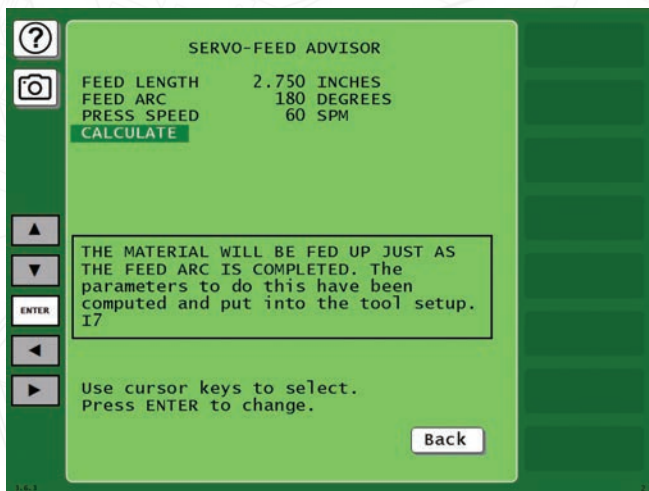 ?
SERVO-FEED ADVISOR
FEED LENGTH 2.750 INCHES
FEED ARC 180 DEGREES
PRESS SPEED 60 SPM
CALCULATE
THE MATERIAL WILL BE FED UP JUST AS
THE FEED ARC IS COMPLETED. The
parameters to do this have been
computed and put into the tool setup.
I7
ENTER
Use cursor keys to select.
Press ENTER to change.
Back